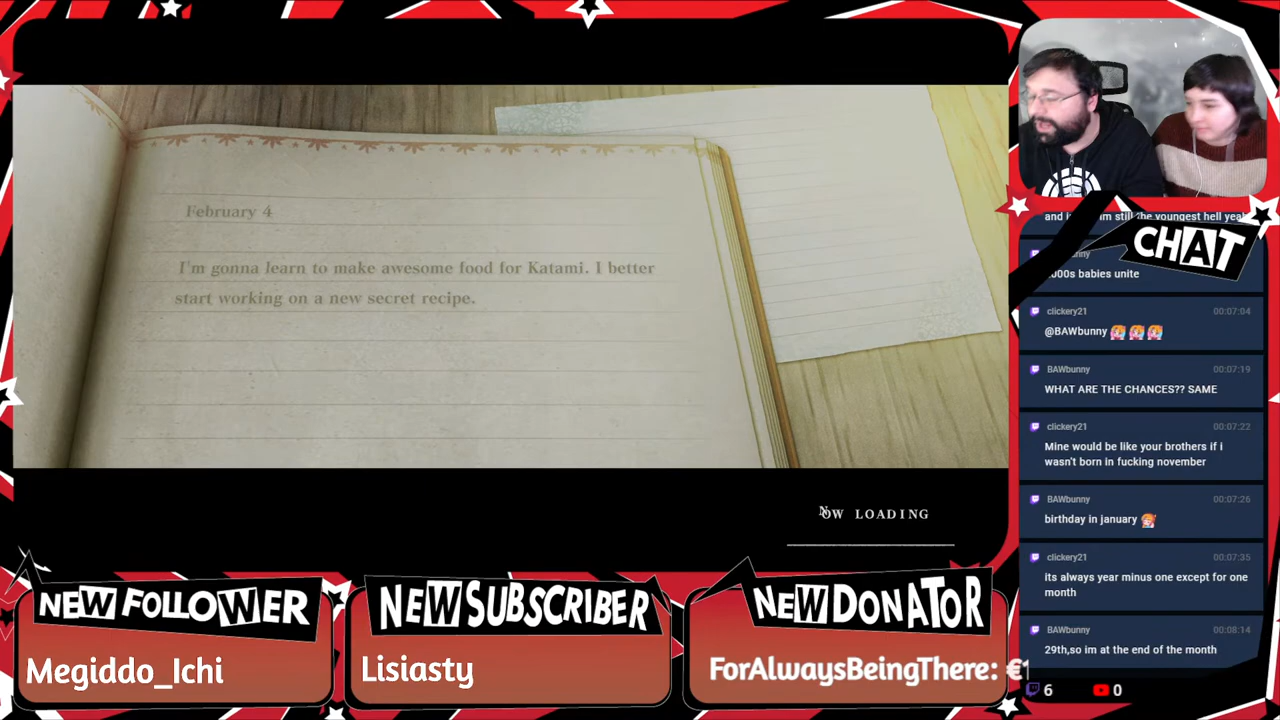 February 4
I'm gonna learn to make awesome food for Katami. I better
start working on a new secret recipe.
NOW LOADING
CHAT
2000s babies unite
clickery21 00:07:04
@BAWbunny
BAWbunny 00:07:19
WHAT ARE THE CHANCES?? SAME
clickery21 00:07:22
Mine would be like your brothers if i
wasn't born in fucking november
BAWbunny 00:07:26
birthday in january
clickery21 00:07:35
its always year minus one except for one
month
BAWbunny 00:08:14
29th,so im at the end of the month
6 0
NEW FOLLOWER
Megiddo_Ichi
NEW SUBSCRIBER
Lisiasty
NEW DONATOR
ForAlwaysBeingThere: €1